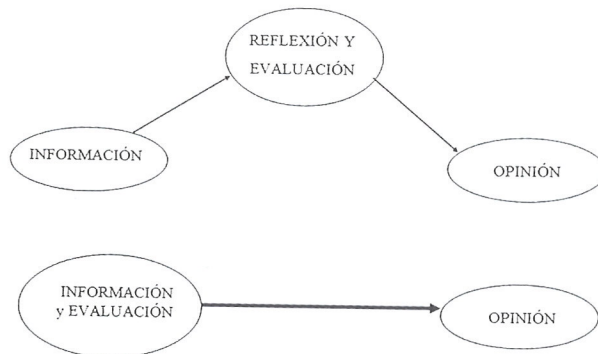 REFLEXIÓN Y
EVALUACIÓN
INFORMACIÓN
OPINIÓN
INFORMACIÓN
y EVALUACIÓN
OPINIÓN